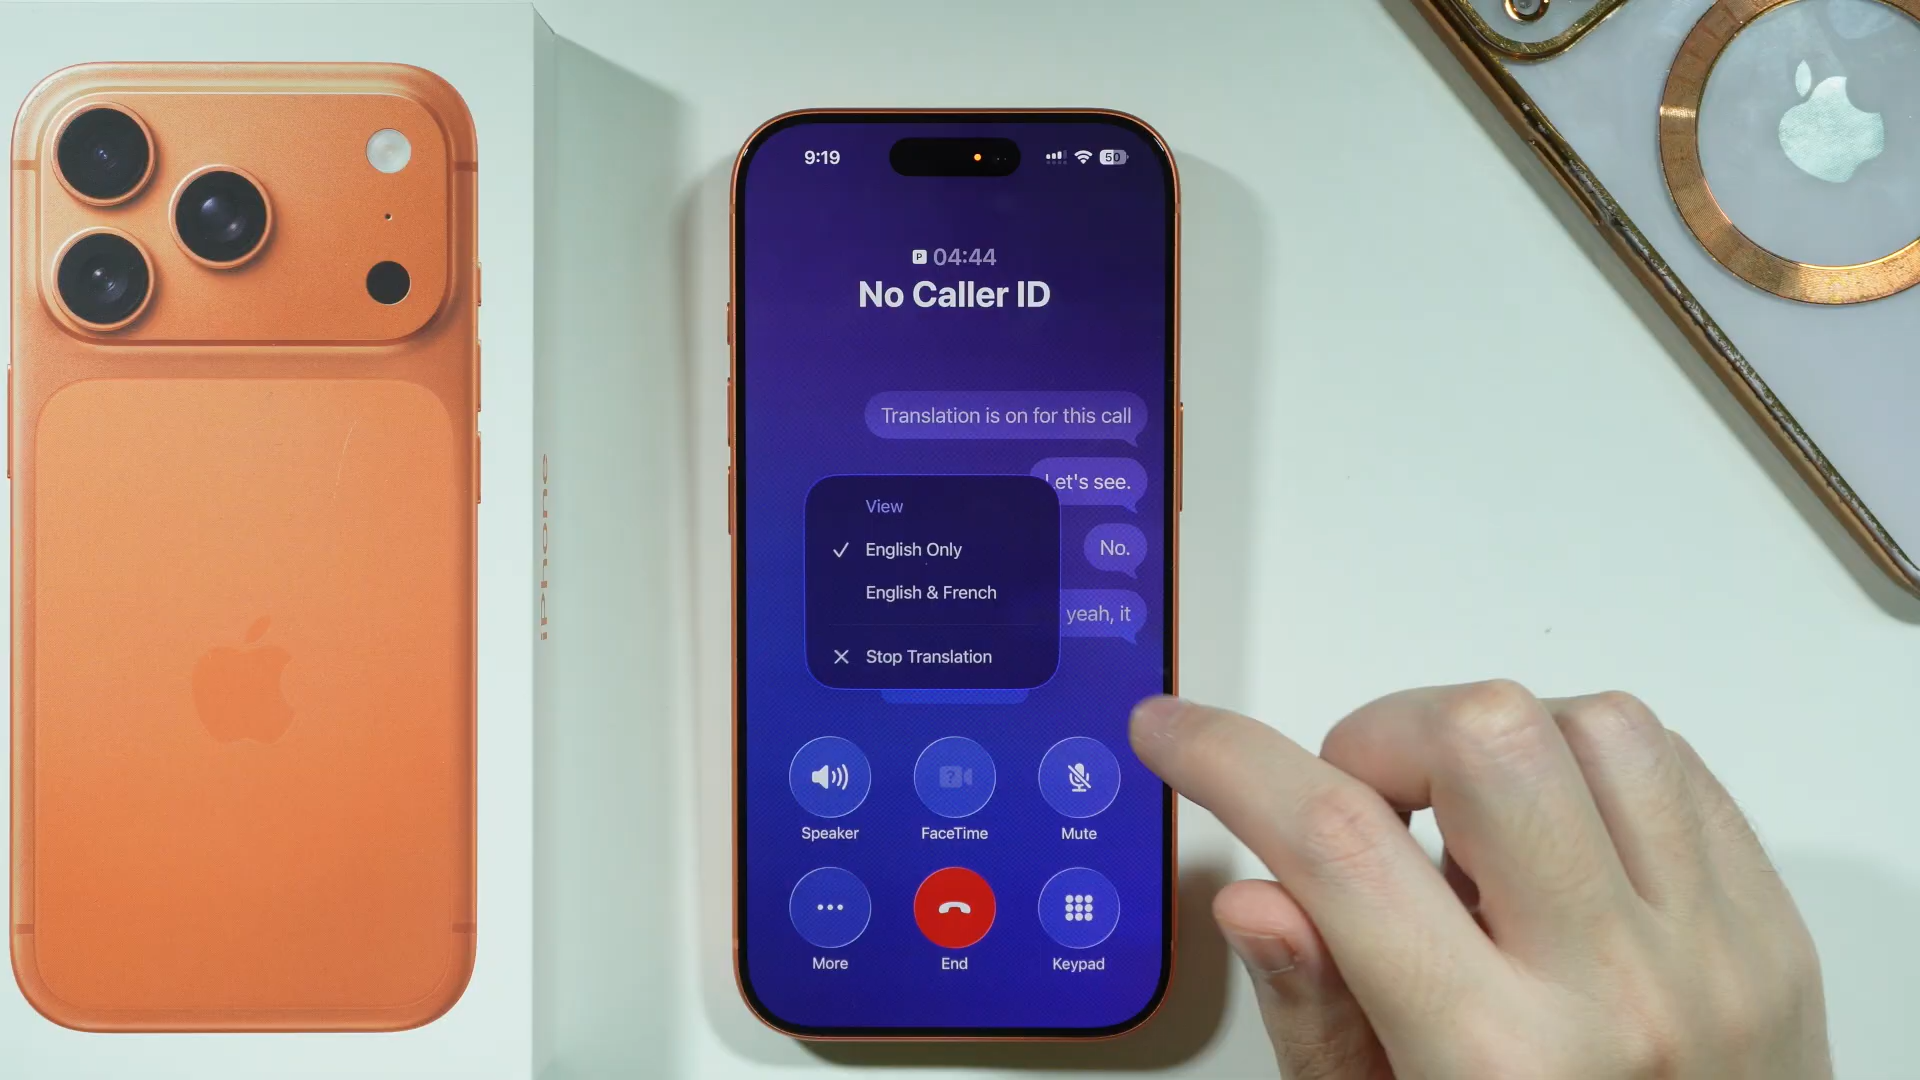 iPhone
9:19
50
P 04:44
No Caller ID
Translation is on for this call
Let's see.
No.
yeah, it
View
English Only
English & French
Stop Translation
Speaker
FaceTime
Mute
More
End
Keypad